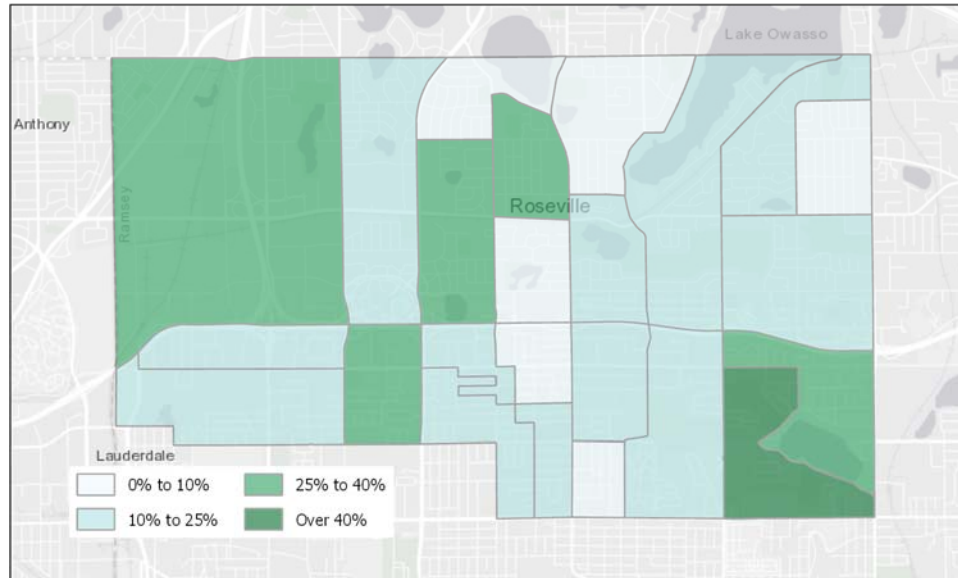 Lake Owasso
Anthony
Ramsey
Roseville
Lauderdale
0% to 10%
25% to 40%
10% to 25%
Over 40%